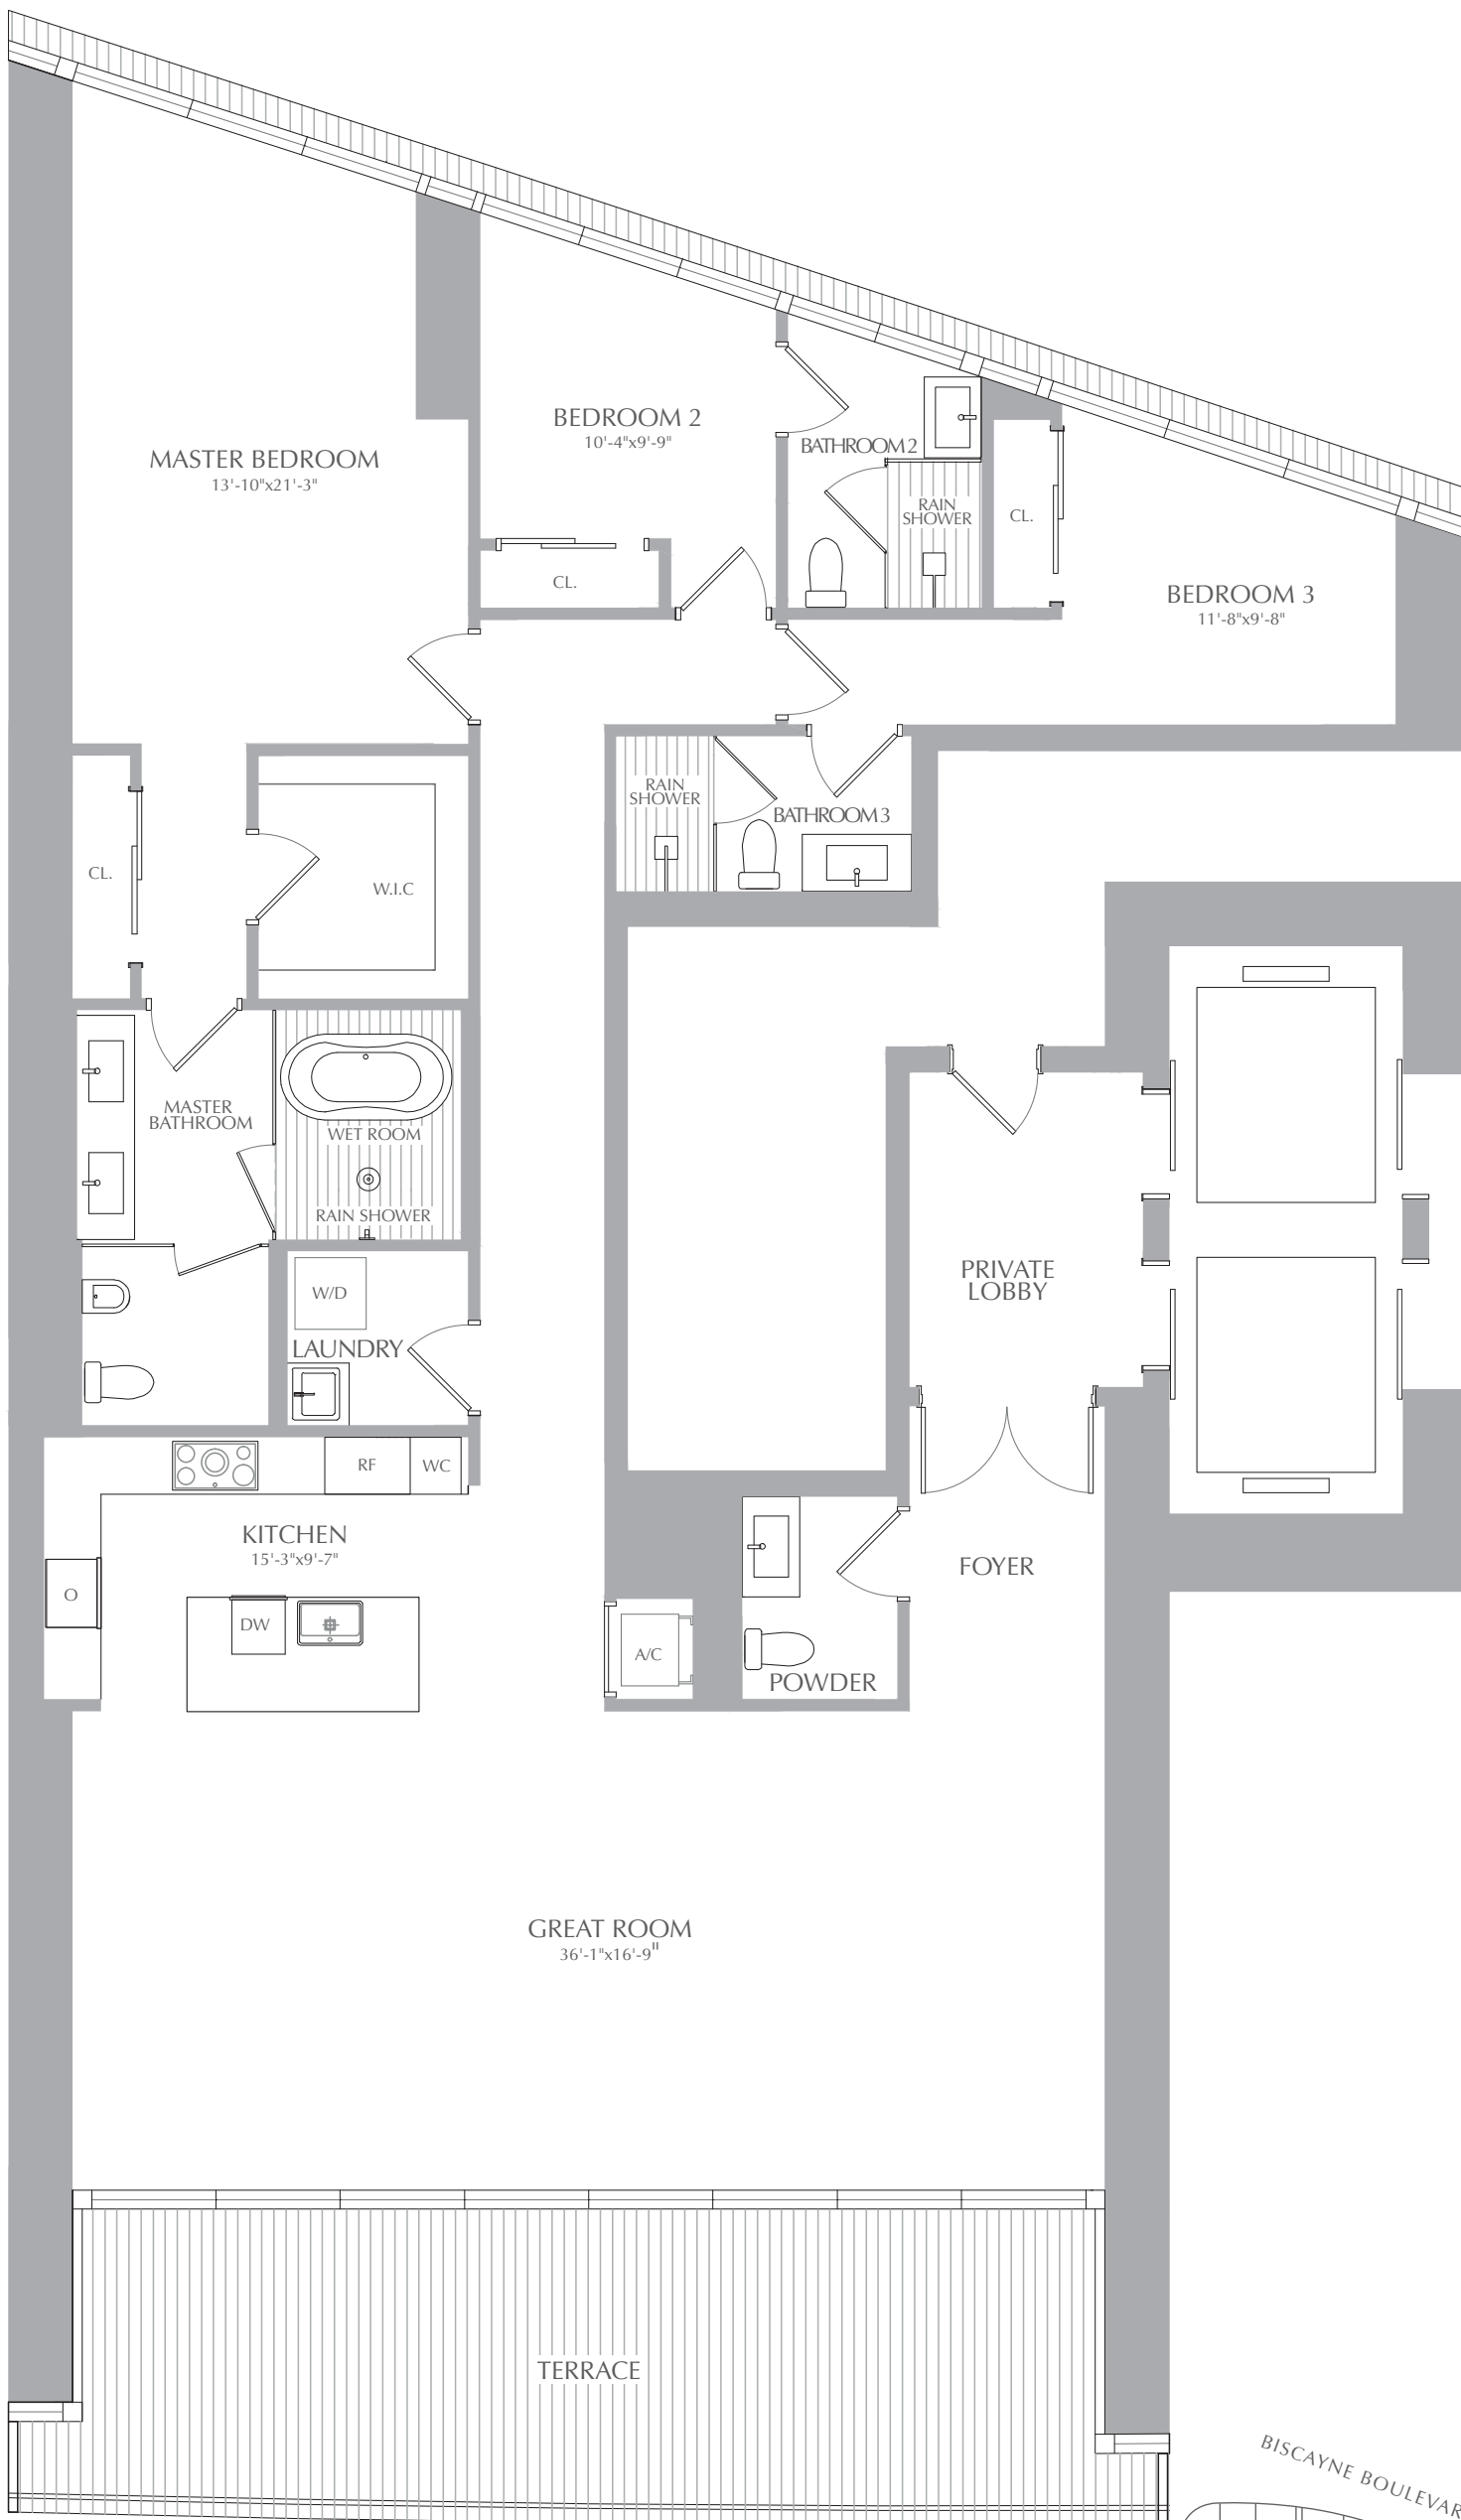 BEDROOM 2
10'-4"x9'-9"
BATHROOM 2
MASTER BEDROOM
13'-10"x21'-3"
RAIN
SHOWER
CL.
CL.
BEDROOM 3
11'-8"x9'-8"
RAIN
SHOWER
BATHROOM 3
CL.
W.I.C
MASTER
BATHROOM
WET ROOM
RAIN SHOWER
PRIVATE
LOBBY
W/D
LAUNDRY
RF
WC
KITCHEN
15'-3"x9'-7"
FOYER
O
DW
A/C
POWDER
GREAT ROOM
36'-1"x16'-9"
TERRACE
BISCAYNE BOULEVAR